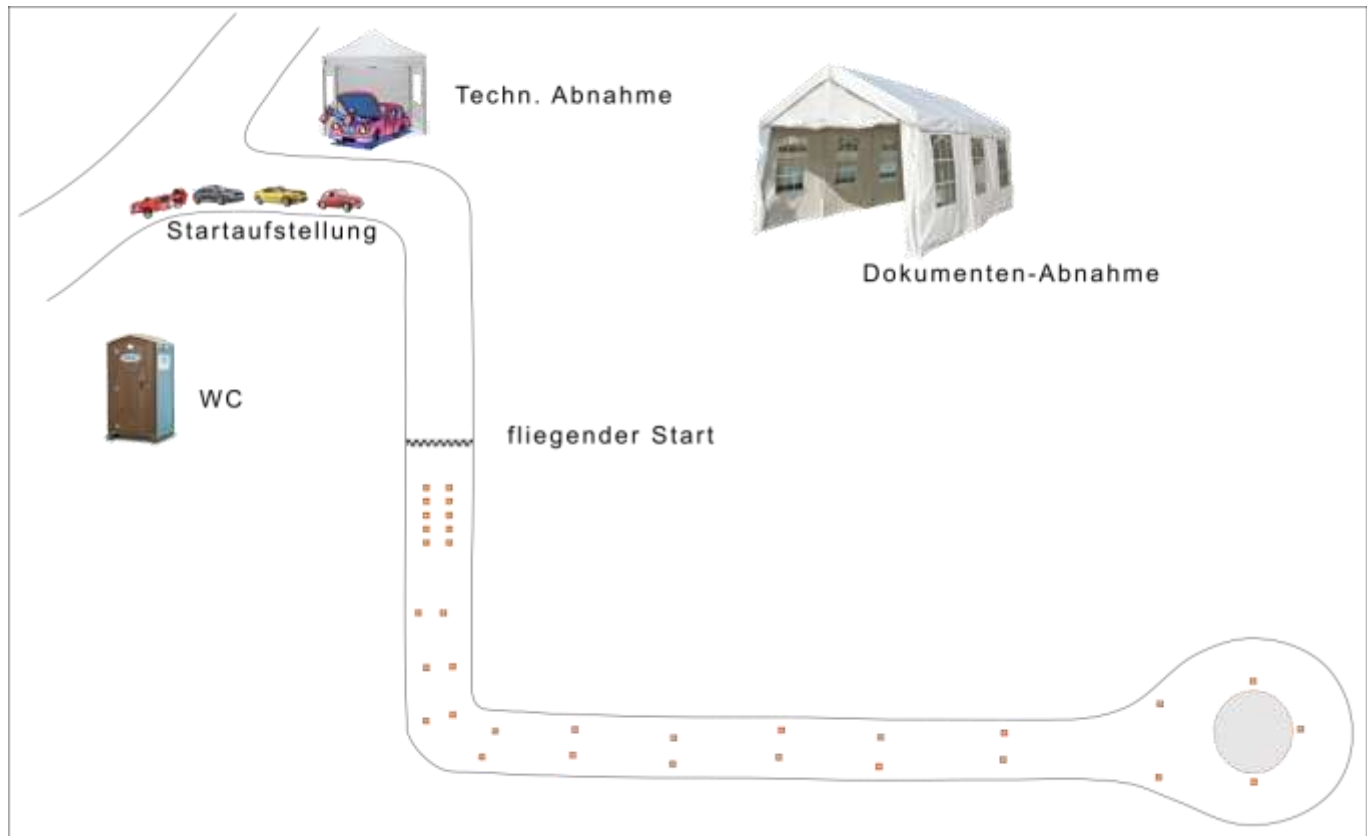 Techn. Abnahme
Startaufstellung
Dokumenten-Abnahme
WC
fliegender Start